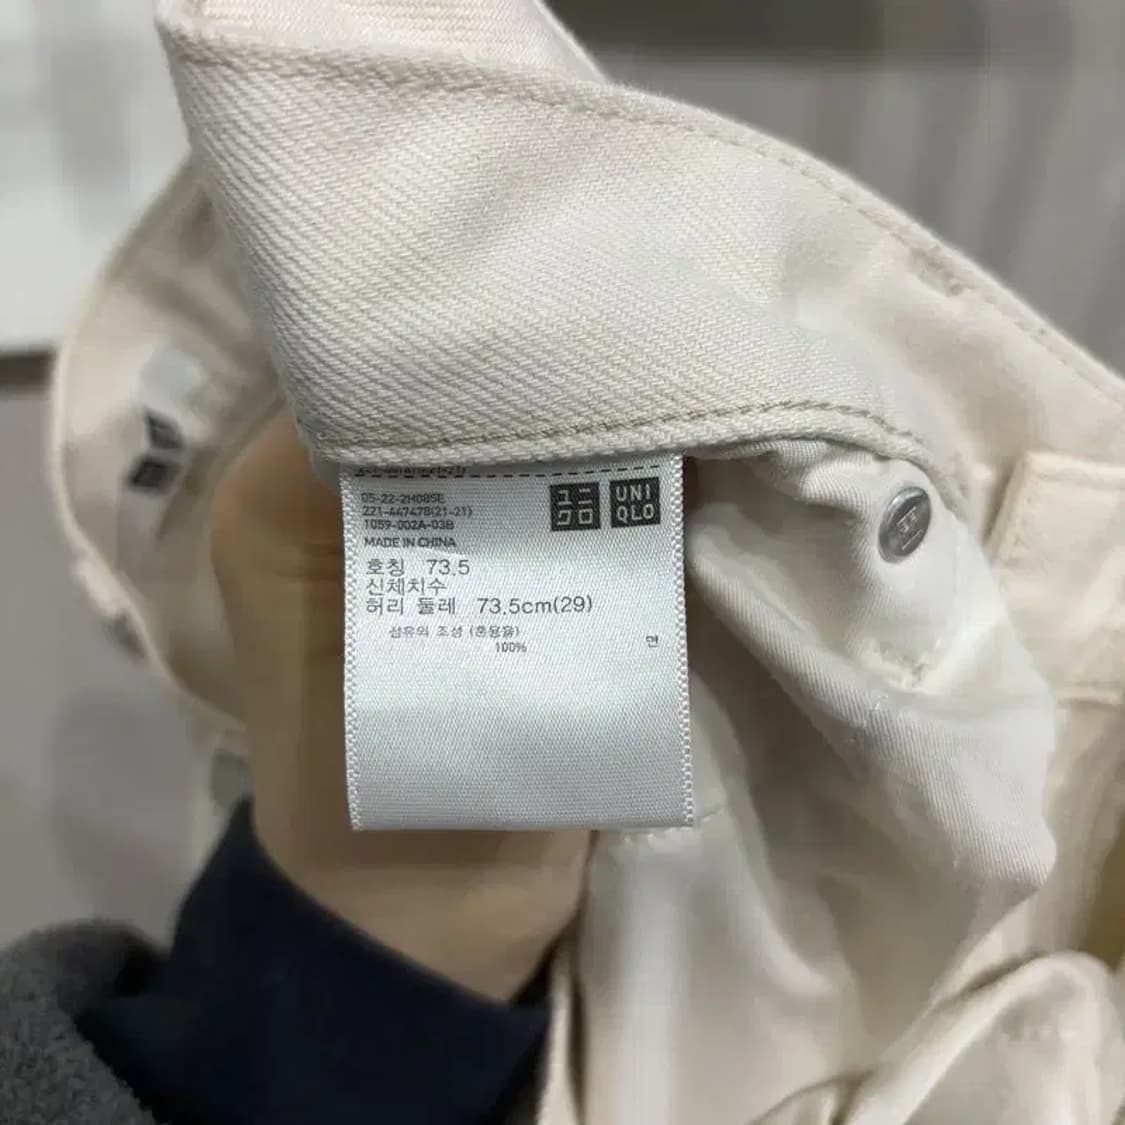 05-22-2H085E
221-447478(21-21)
1059-002A-03B
MADE IN CHINA
ユニ
クロ
UNI
QLO
호칭 73.5
신체치수
허리 둘레 73.5cm(29)
섬유의 조성 (혼용율)
면
100%